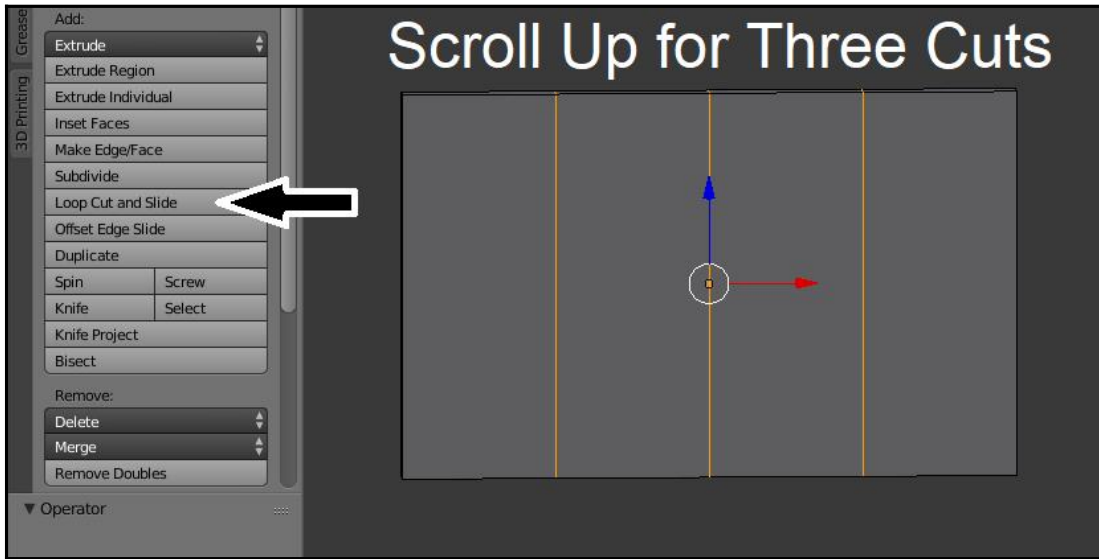 Grease
3D Printing
Add:
Extrude
Extrude Region
Extrude Individual
Inset Faces
Make Edge/Face
Subdivide
Loop Cut and Slide
Offset Edge Slide
Duplicate
Spin Screw
Knife Select
Knife Project
Bisect
Remove:
Delete
Merge
Remove Doubles
Operator
Scroll Up for Three Cuts